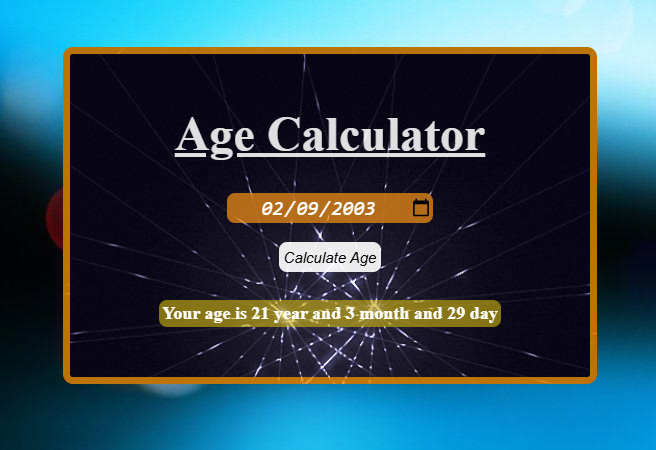 Age Calculator
02/09/2003
Calculate Age
Your age is 21 year and 3 month and 29 day